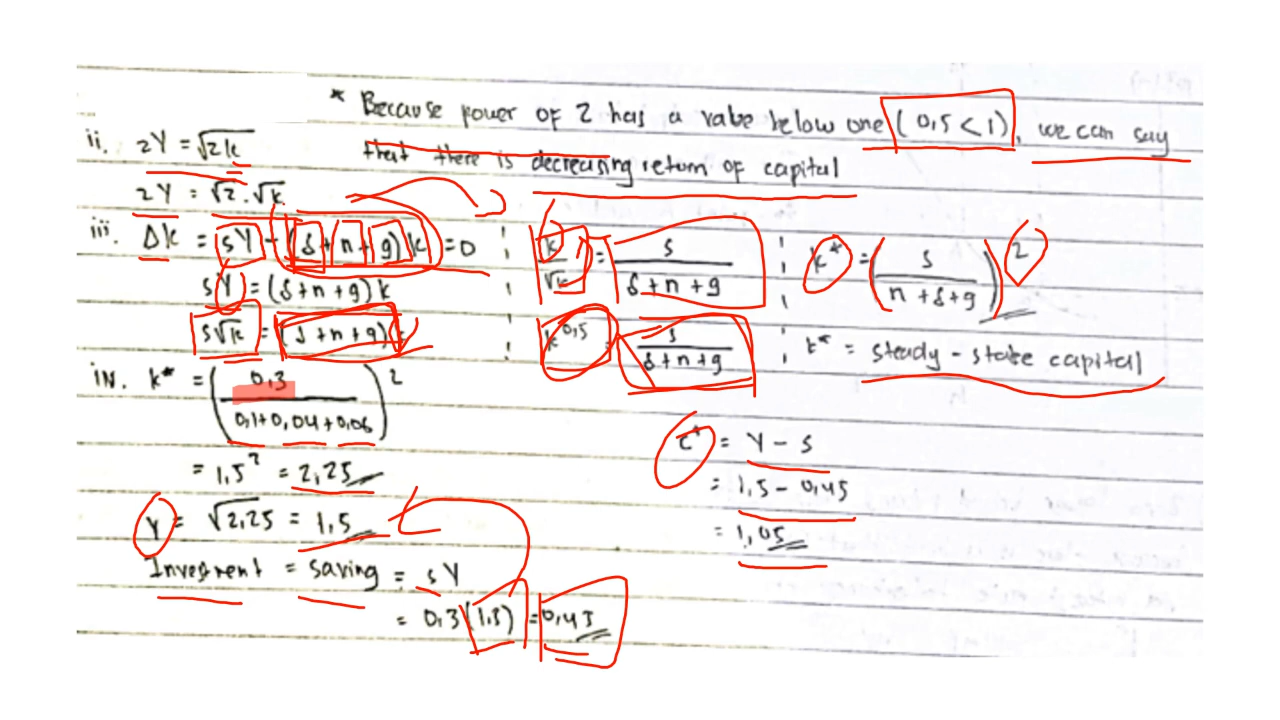 * Because power of 2 has a value below one (0,5 < 1), we can say
that there is decreasing return of capital
ii. 2Y = √2k
2Y = √2 . √k
iii. Δk = sY - (δ + n + g)k = 0
sY = (δ + n + g) k
s√k = (δ + n + g)
k/√k = s/(δ + n + g)
k^0,5 = s/(δ + n + g)
k* = (s/(n + δ + g))^2
k* = steady-state capital
iv. k* = (0,3/(0,1 + 0,04 + 0,06))^2
= 1,5² = 2,25
Y = √2,25 = 1,5
Invesment = saving = sY
= 0,3 (1,5) = 0,45
c* = Y - s
= 1,5 - 0,45
= 1,05